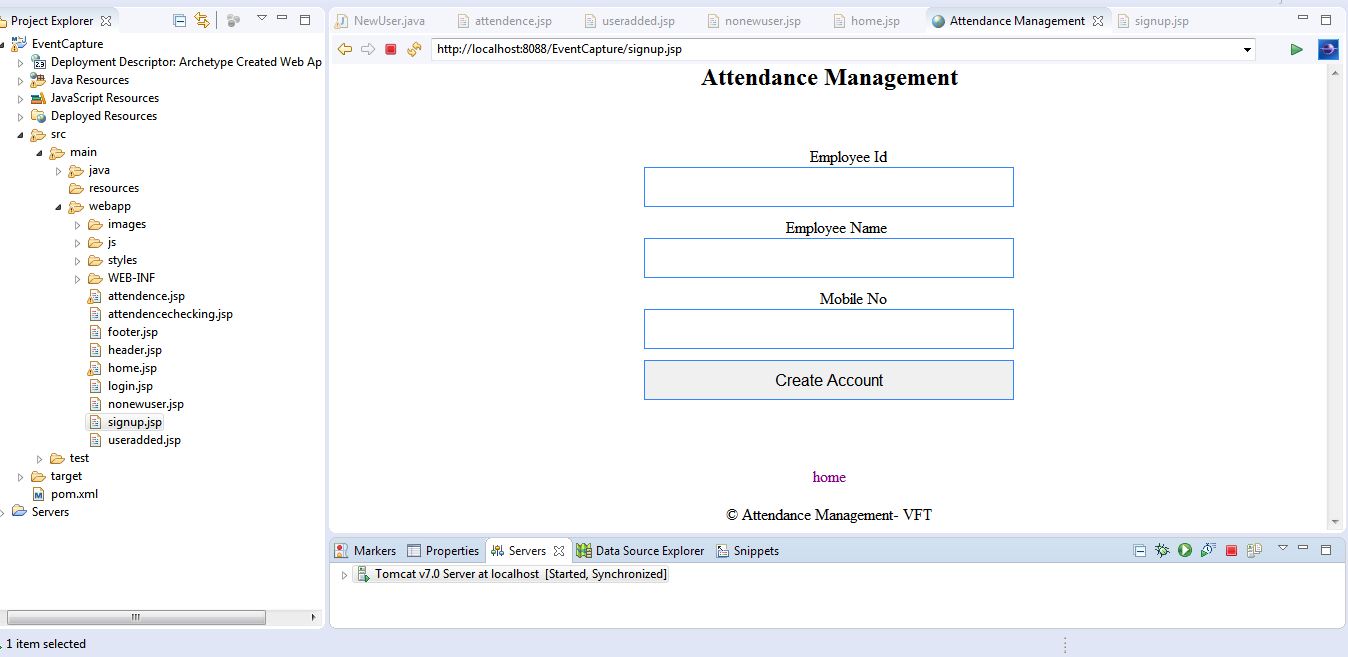 Project Explorer
EventCapture
Deployment Descriptor: Archetype Created Web Ap
Java Resources
JavaScript Resources
Deployed Resources
src
main
java
resources
webapp
images
js
styles
WEB-INF
attendence.jsp
attendencechecking.jsp
footer.jsp
header.jsp
home.jsp
login.jsp
nonewuser.jsp
signup.jsp
useradded.jsp
test
target
pom.xml
Servers
NewUser.java attendence.jsp useradded.jsp nonewuser.jsp home.jsp Attendance Management signup.jsp
http://localhost:8088/EventCapture/signup.jsp
Attendance Management
Employee Id
Employee Name
Mobile No
Create Account
home
© Attendance Management- VFT
Markers Properties Servers Data Source Explorer Snippets
Tomcat v7.0 Server at localhost [Started, Synchronized]
1 item selected